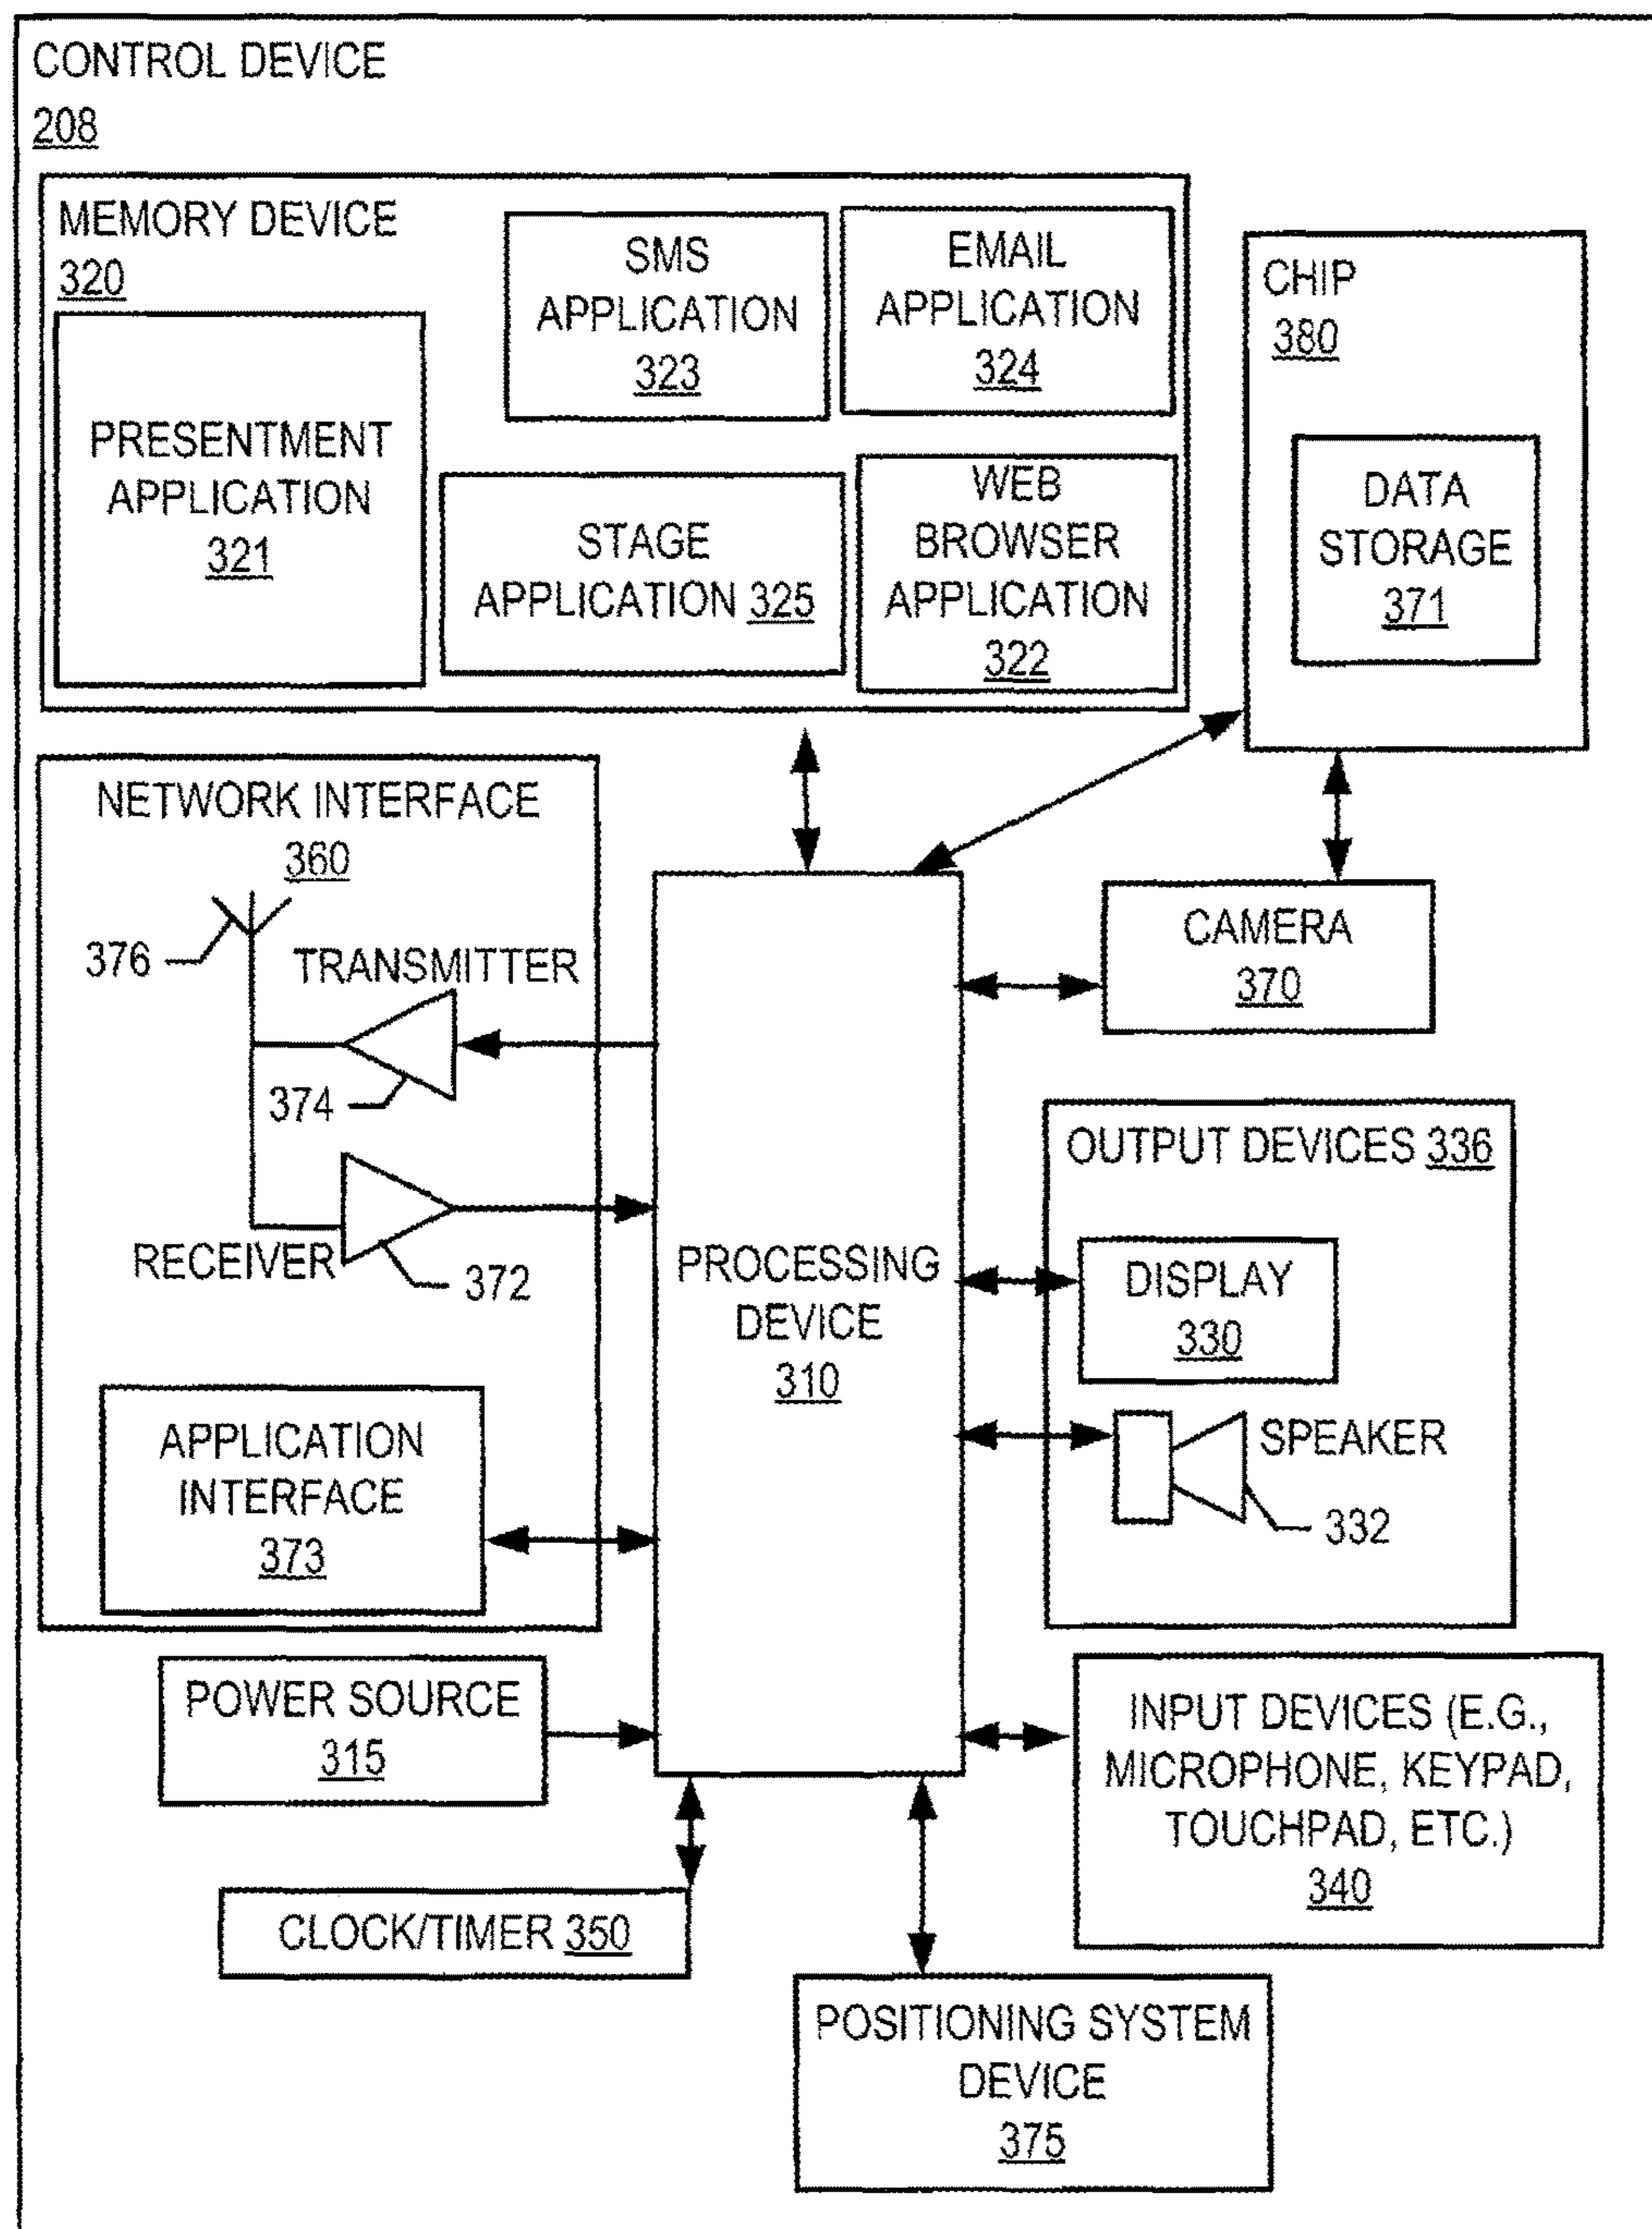 CONTROL DEVICE
208
MEMORY DEVICE
320
PRESENTMENT
APPLICATION
321
SMS
APPLICATION
323
EMAIL
APPLICATION
324
STAGE
APPLICATION 325
WEB
BROWSER
APPLICATION
322
CHIP
380
DATA
STORAGE
371
NETWORK INTERFACE
360
376
TRANSMITTER
374
RECEIVER
372
APPLICATION
INTERFACE
373
PROCESSING
DEVICE
310
CAMERA
370
OUTPUT DEVICES 336
DISPLAY
330
SPEAKER
332
POWER SOURCE
315
INPUT DEVICES (E.G.,
MICROPHONE, KEYPAD,
TOUCHPAD, ETC.)
340
CLOCK/TIMER 350
POSITIONING SYSTEM
DEVICE
375